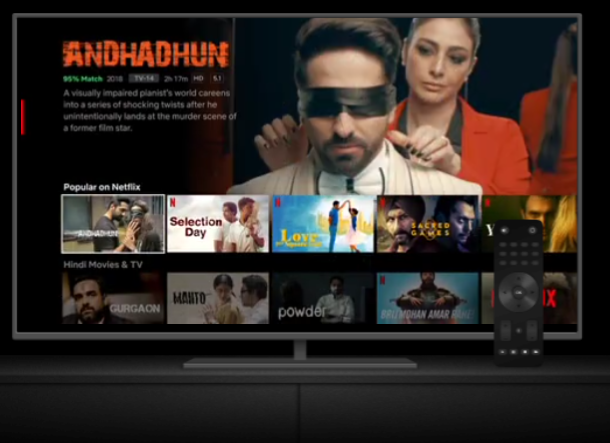 ANDHADHUN
95% Match 2018 TV-14 2h 17m HD 5.1
A visually impaired pianist's world careens
into a series of shocking twists after he
unintentionally lands at the murder scene of
a former film star.
Popular on Netflix
ANDHADHUN
N
Selection
Day
N
Love
per Square Foot
N
SACRED
GAMES
Y
Hindi Movies & TV
GURGAON
MANTO
powder
N
BRIJ MOHAN AMAR RAHE